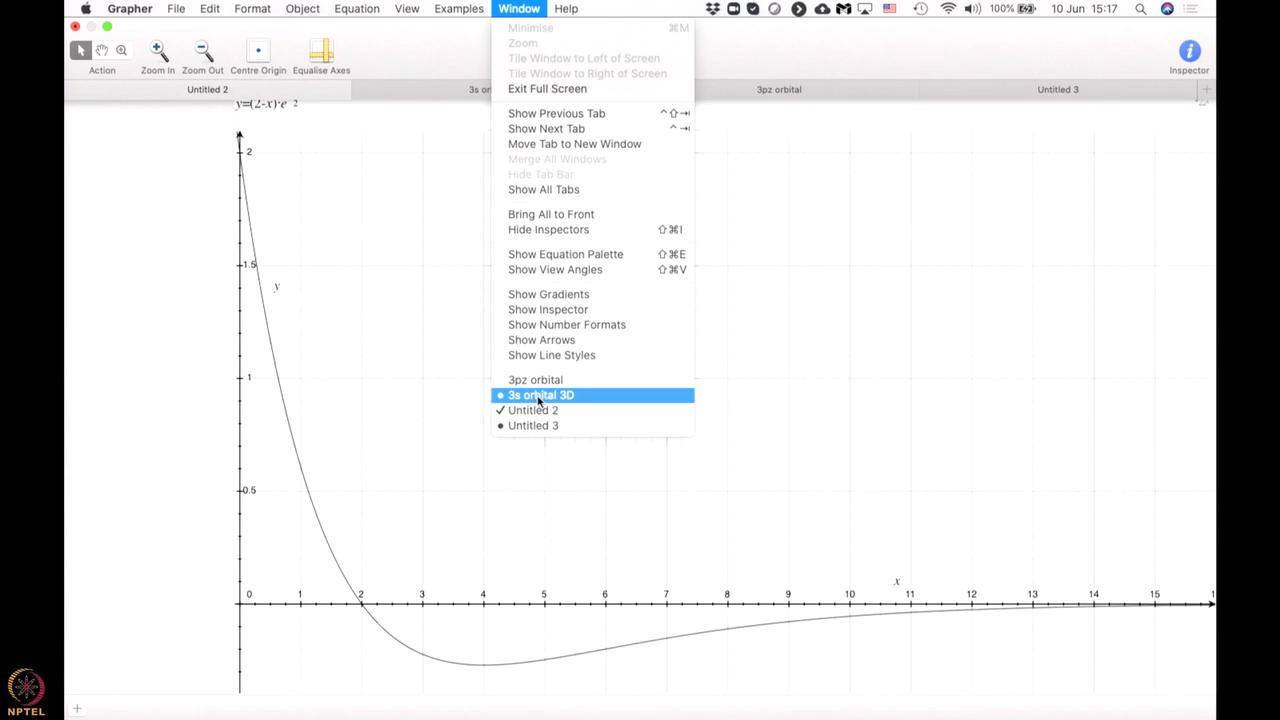 Grapher File Edit Format Object Equation View Examples Window Help 100% 10 Jun 15:17
Action Zoom In Zoom Out Centre Origin Equalise Axes Inspector
Untitled 2 3s or 3pz orbital Untitled 3
y=(2-x)·e 2
Minimise ⌘M
Zoom
Tile Window to Left of Screen
Tile Window to Right of Screen
Exit Full Screen
Show Previous Tab ^⇧⇥
Show Next Tab ^⇥
Move Tab to New Window
Merge All Windows
Hide Tab Bar
Show All Tabs
Bring All to Front
Hide Inspectors ⇧⌘I
Show Equation Palette ⇧⌘E
Show View Angles ⇧⌘V
Show Gradients
Show Inspector
Show Number Formats
Show Arrows
Show Line Styles
3pz orbital
3s orbital 3D
Untitled 2
Untitled 3
2
1.5
y
1
0.5
x
0 1 2 3 4 5 6 7 8 9 10 11 12 13 14 15 1
NPTEL